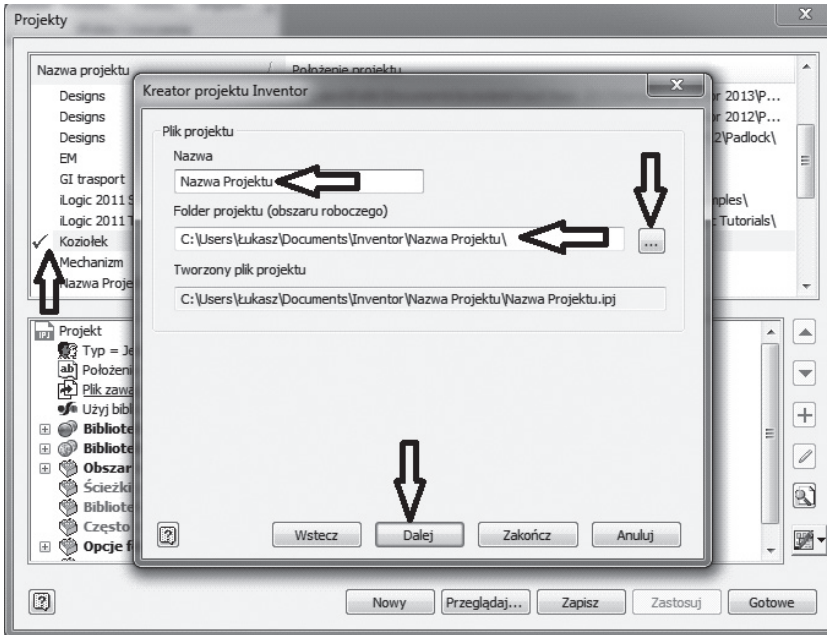 Projekty
Nazwa projektu / Położenie projektu
Designs
r 2013\P...
Designs
r 2012\P...
Designs
2\Padlock\
EM
GI trasport
iLogic 2011 S
mples\
iLogic 2011 T
Tutorials\
Koziołek
Mechanizm
Nazwa Proje
Kreator projektu Inventor
Plik projektu
Nazwa
Nazwa Projektu
Folder projektu (obszaru roboczego)
C:\Users\Łukasz\Documents\Inventor\Nazwa Projektu\
...
Tworzony plik projektu
C:\Users\Łukasz\Documents\Inventor\Nazwa Projektu\Nazwa Projektu.ipj
Wstecz
Dalej
Zakończ
Anuluj
Projekt
Typ = Je
Położeni
Plik zawa
Użyj bibl
Bibliote
Bibliote
Obszar
Ścieżki
Bibliote
Często
Opcje f
Nowy
Przeglądaj...
Zapisz
Zastosuj
Gotowe